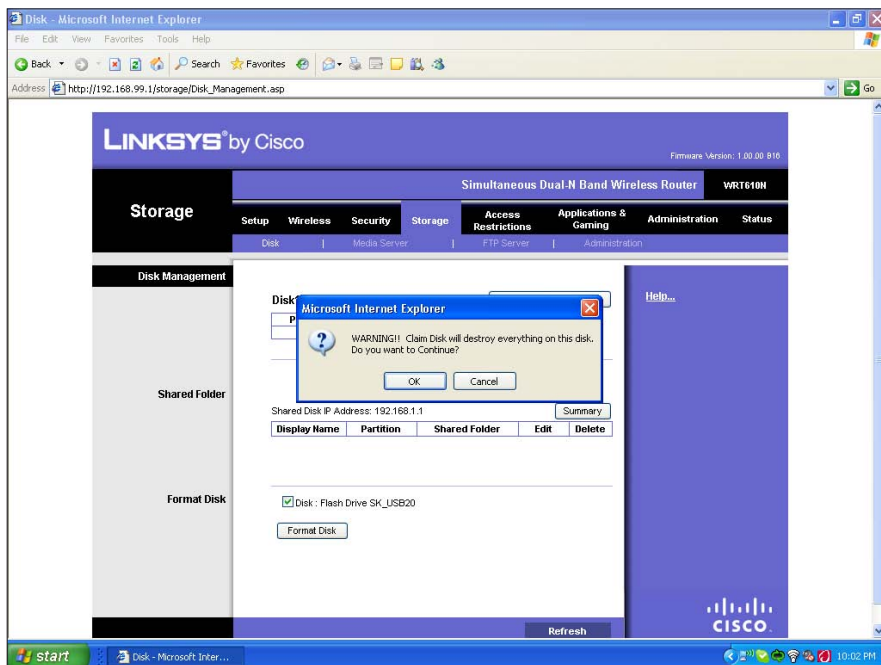 Disk - Microsoft Internet Explorer
File Edit View Favorites Tools Help
Back Search Favorites
Address http://192.168.99.1/storage/Disk_Management.asp Go
LINKSYS® by Cisco
Firmware Version: 1.00.00 B16
Simultaneous Dual-N Band Wireless Router WRT610N
Storage
Setup Wireless Security Storage Access Restrictions Applications & Gaming Administration Status
Disk | Media Server | FTP Server | Administration
Disk Management
Help...
Microsoft Internet Explorer
WARNING!! Claim Disk will destroy everything on this disk.
Do you want to Continue?
OK Cancel
Shared Folder
Shared Disk IP Address: 192.168.1.1 Summary
Display Name Partition Shared Folder Edit Delete
Format Disk
Disk : Flash Drive SK_USB20
Format Disk
Refresh
CISCO
start Disk - Microsoft Inter... 10:02 PM